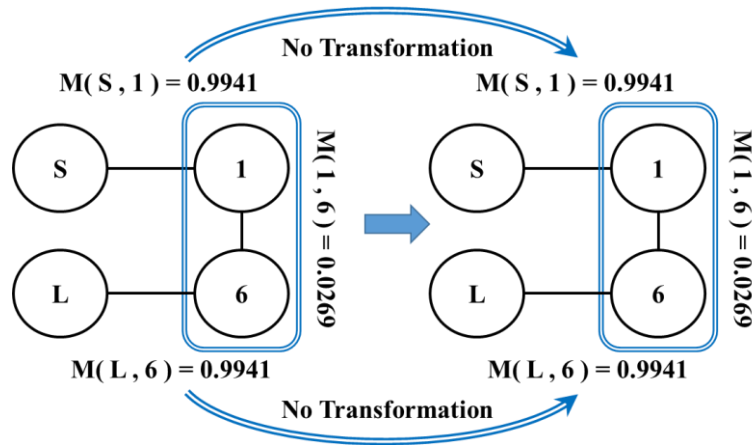 No Transformation
M( S , 1 ) = 0.9941 M( S , 1 ) = 0.9941
S 1 S 1
M( 1 , 6 ) = 0.0269 M( 1 , 6 ) = 0.0269
L 6 L 6
M( L , 6 ) = 0.9941 M( L , 6 ) = 0.9941
No Transformation